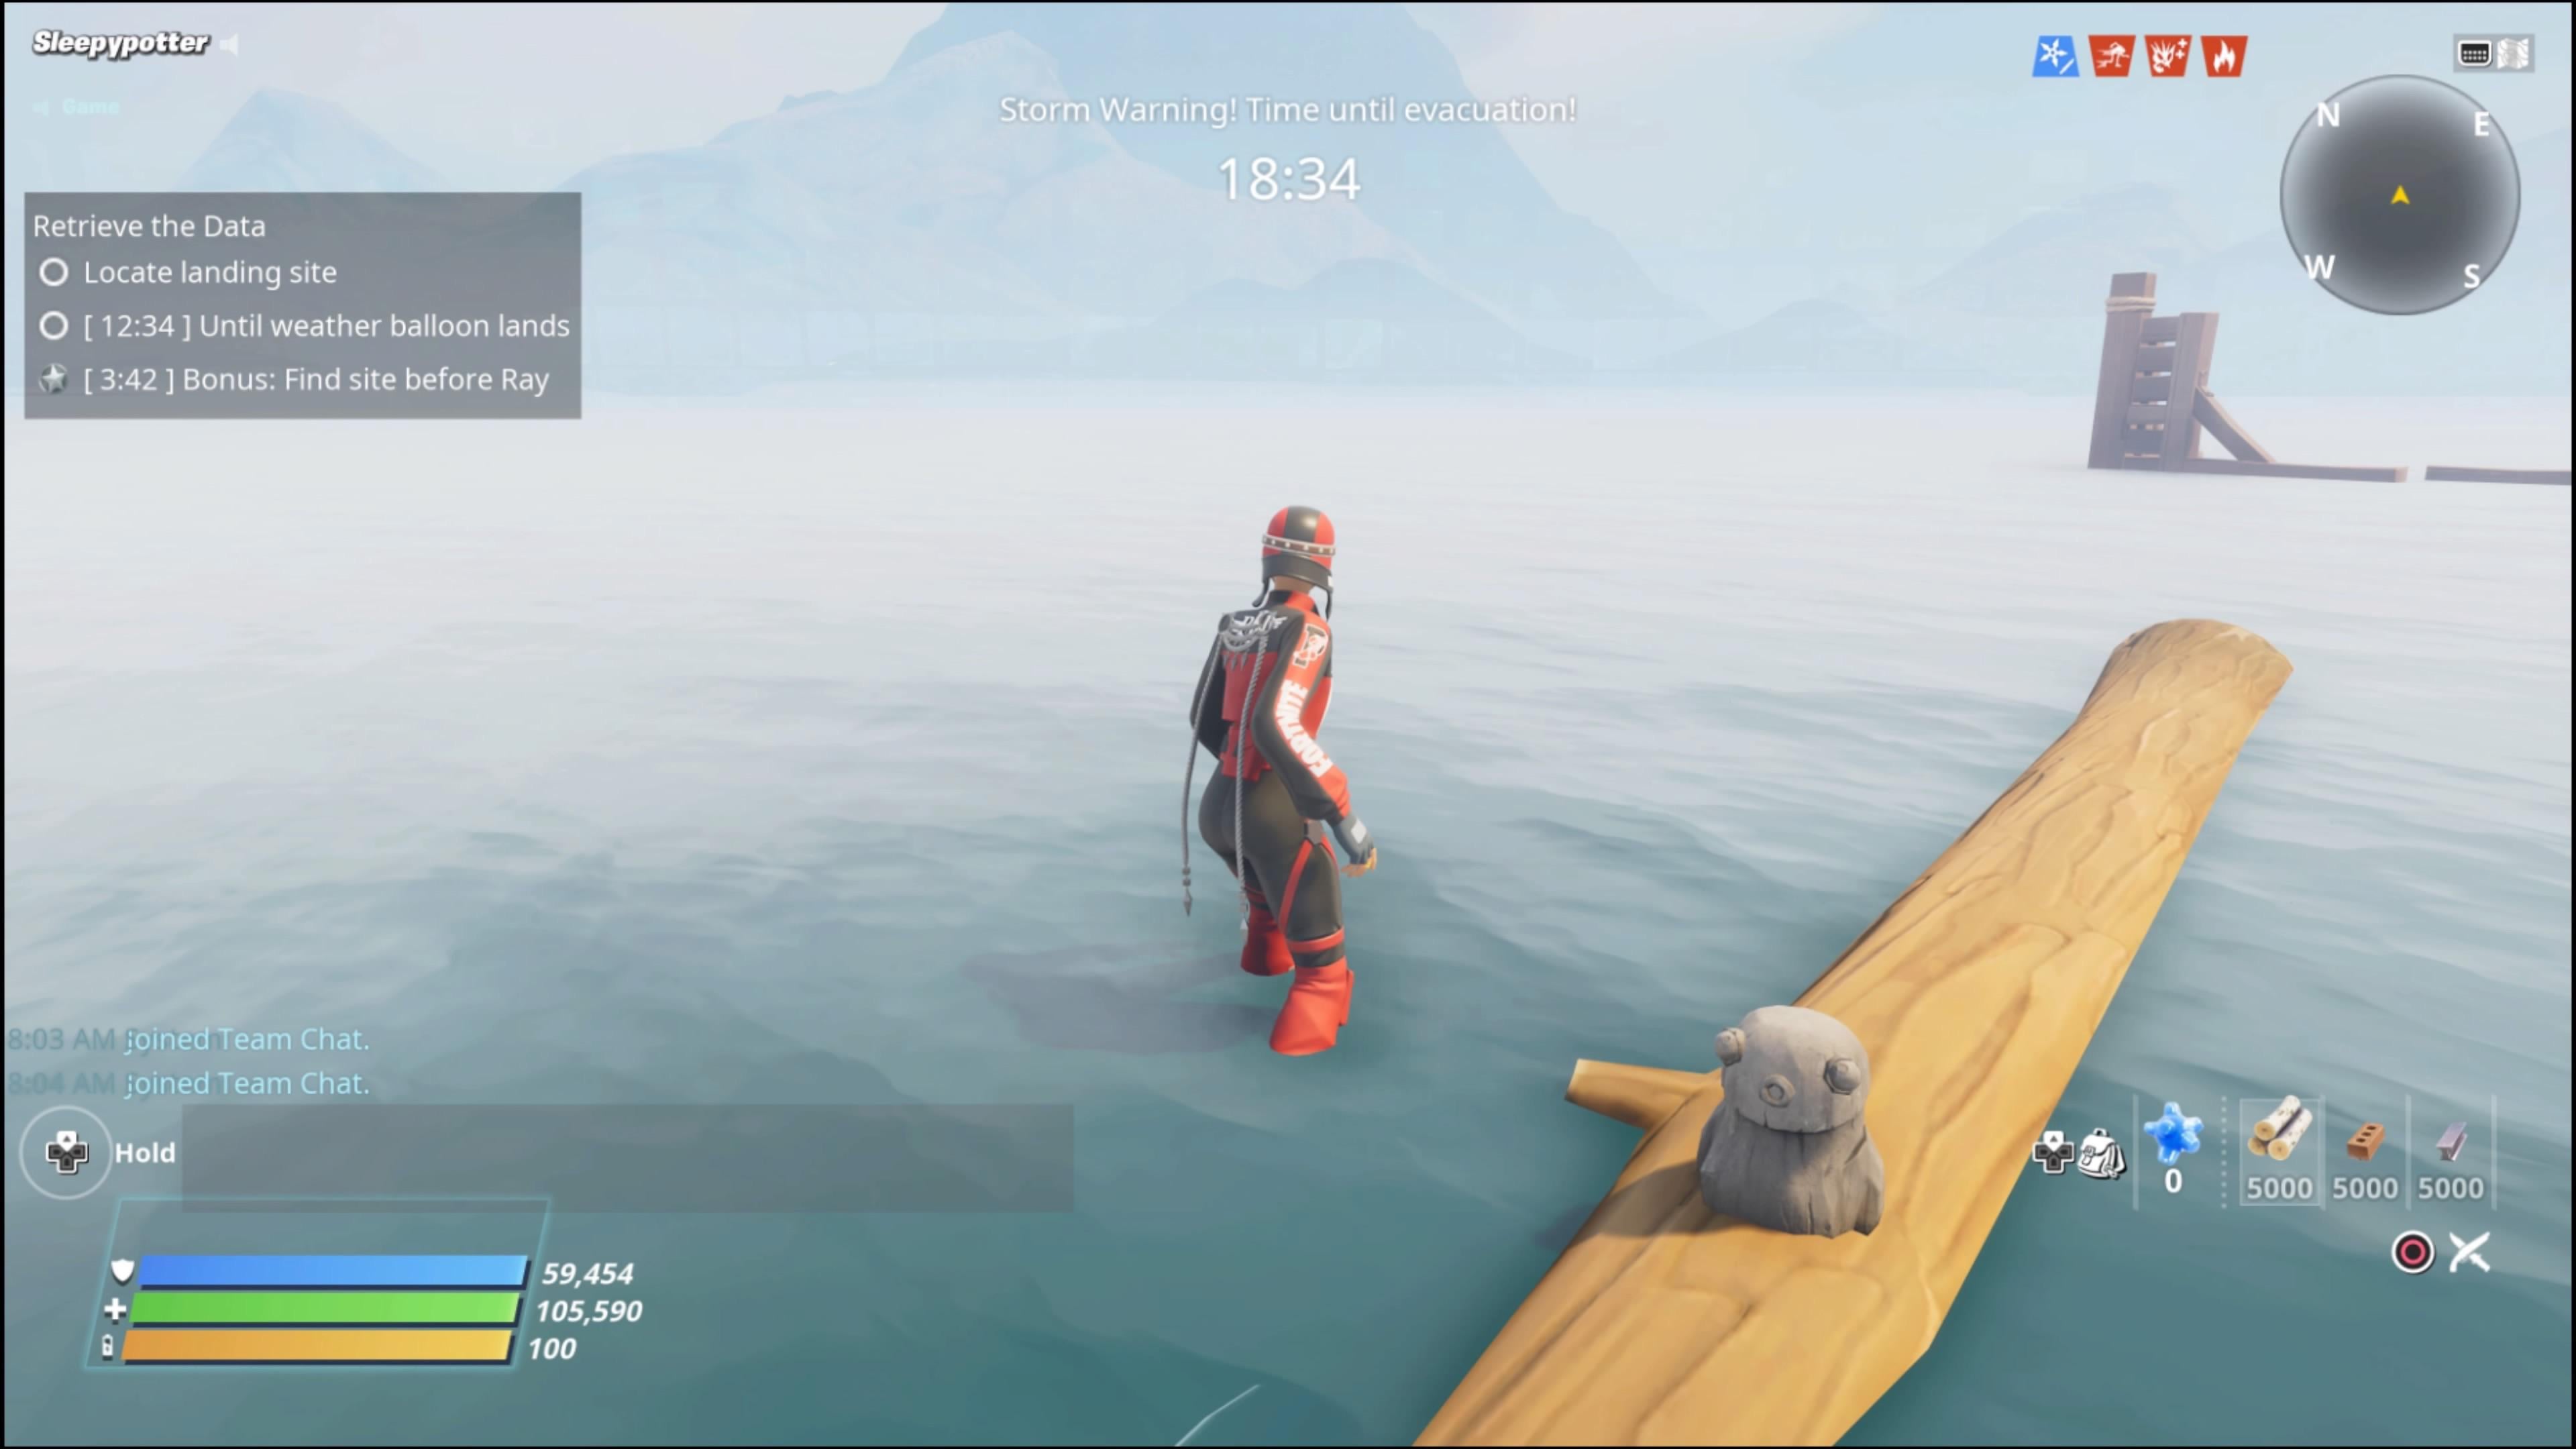 Sleepypotter
Game
Storm Warning! Time until evacuation!
18:34
N
E
W
S
Retrieve the Data
Locate landing site
[ 12:34 ] Until weather balloon lands
[ 3:42 ] Bonus: Find site before Ray
FORTNITE
8:03 AM Joined Team Chat.
8:04 AM Joined Team Chat.
Hold
0
5000 5000 5000
59,454
105,590
100